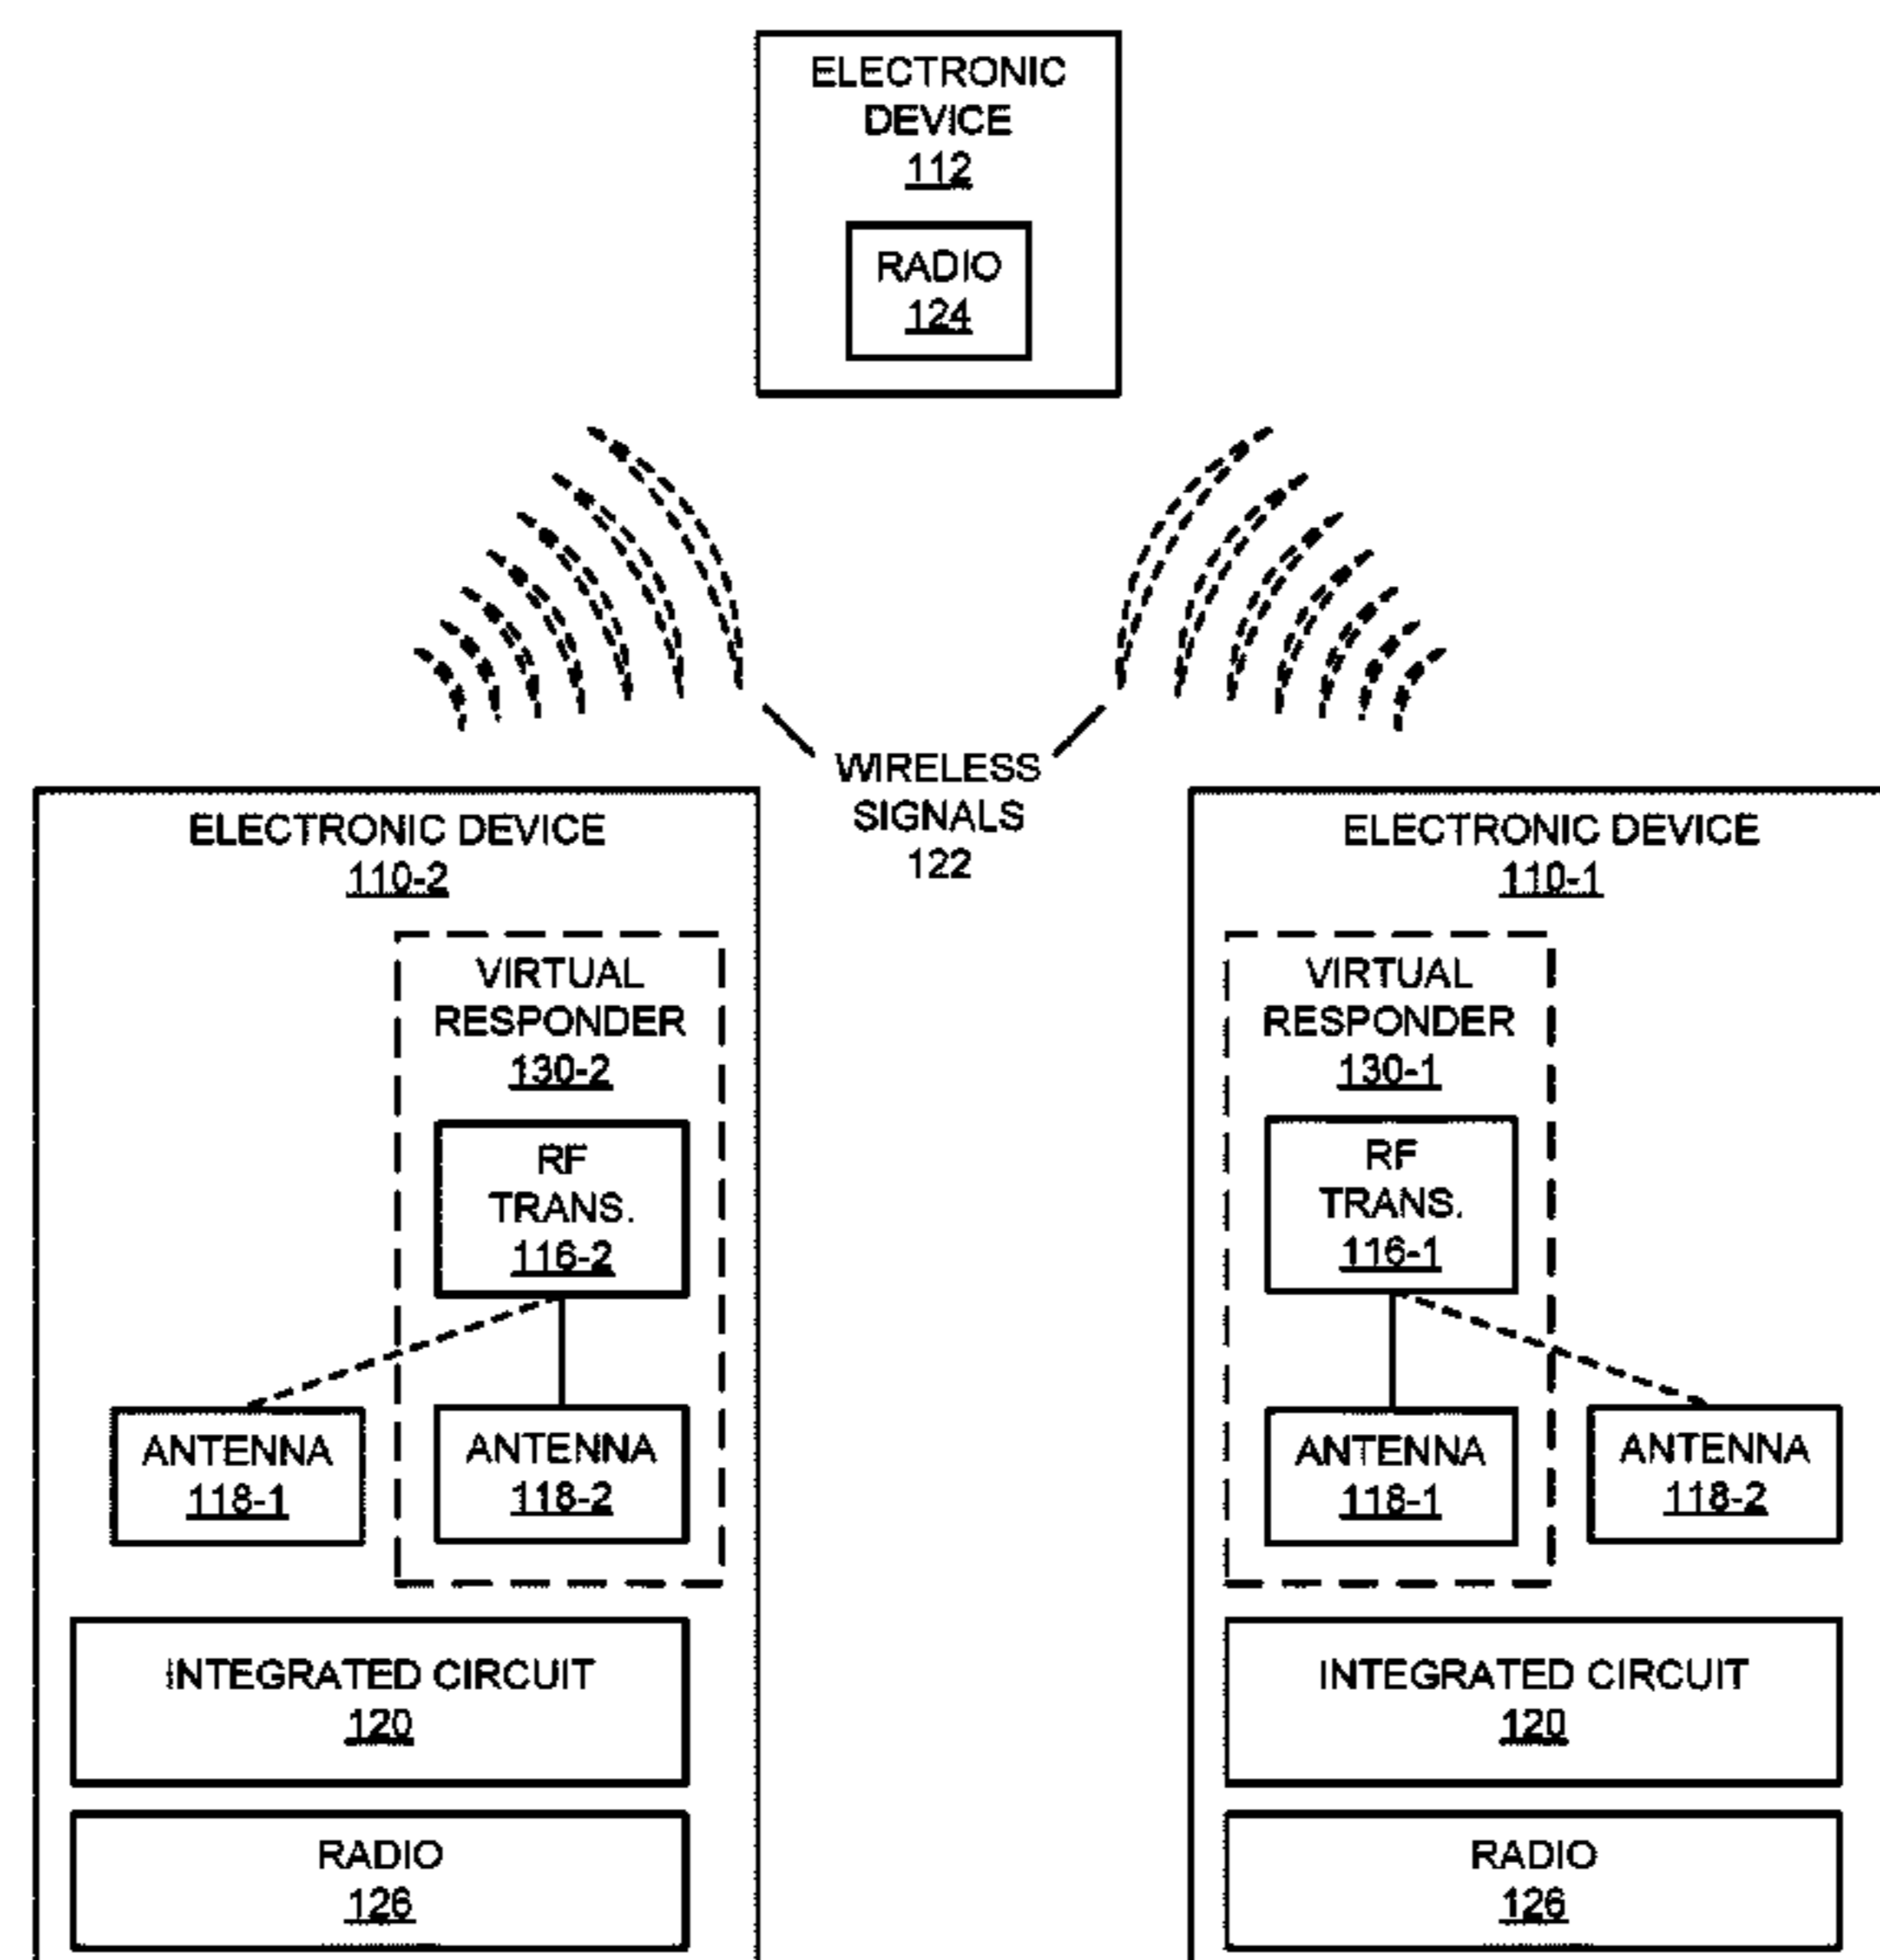 ELECTRONIC
DEVICE
112
RADIO
124
WIRELESS
SIGNALS
122
ELECTRONIC DEVICE
110-2
VIRTUAL
RESPONDER
130-2
RF
TRANS.
116-2
ANTENNA
118-1
ANTENNA
118-2
INTEGRATED CIRCUIT
120
RADIO
126
ELECTRONIC DEVICE
110-1
VIRTUAL
RESPONDER
130-1
RF
TRANS.
116-1
ANTENNA
118-1
ANTENNA
118-2
INTEGRATED CIRCUIT
120
RADIO
126